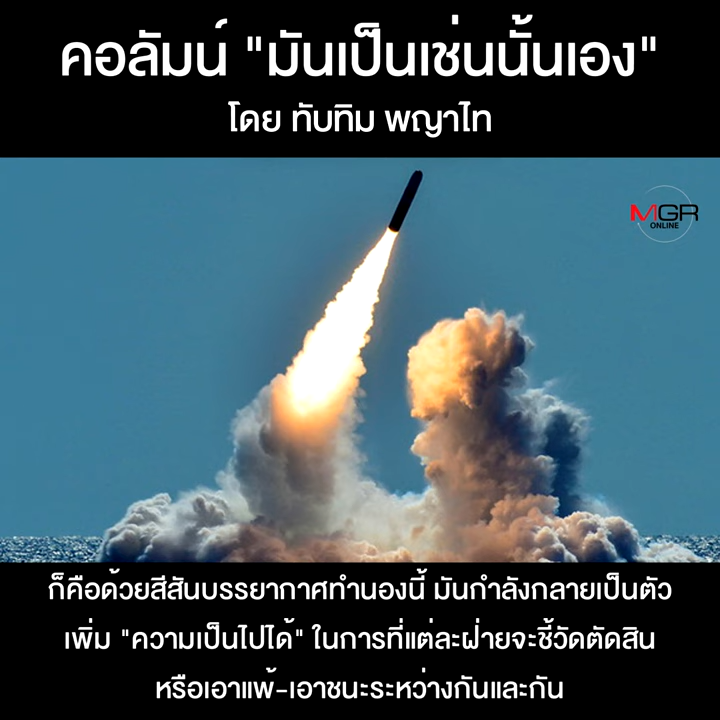 คอลัมน์ "มันเป็นเช่นนั้นเอง"
โดย ทับทิม พญาไท
MGR
ONLINE
ก็คือด้วยสีสันบรรยากาศทำนองนี้ มันกำลังกลายเป็นตัว
เพิ่ม "ความเป็นไปได้" ในการที่แต่ละฝ่ายจะชี้วัดตัดสิน
หรือเอาแพ้-เอาชนะระหว่างกันและกัน